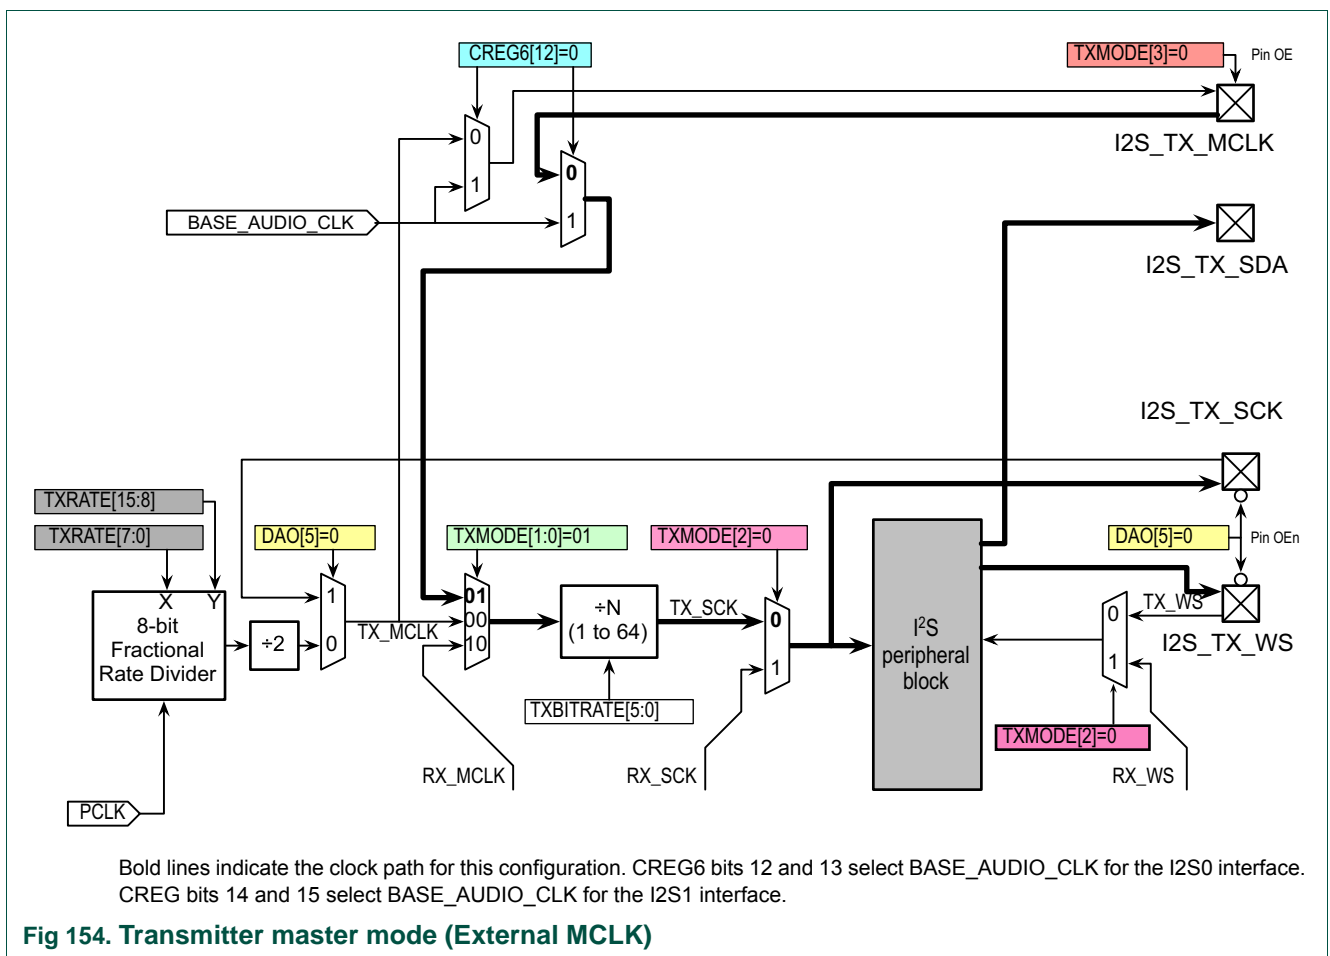 CREG6[12]=0
TXMODE[3]=0
Pin OE
0
1
I2S_TX_MCLK
0
1
BASE_AUDIO_CLK
I2S_TX_SDA
I2S_TX_SCK
TXRATE[15:8]
TXRATE[7:0]
DAO[5]=0
TXMODE[1:0]=01
TXMODE[2]=0
DAO[5]=0
Pin OEn
X Y
8-bit
Fractional
Rate Divider
÷2
1
0
TX_MCLK
01
00
10
÷N
(1 to 64)
TX_SCK
0
1
I²S
peripheral
block
0
1
TX_WS
I2S_TX_WS
TXBITRATE[5:0]
TXMODE[2]=0
RX_MCLK
RX_SCK
RX_WS
PCLK
Bold lines indicate the clock path for this configuration. CREG6 bits 12 and 13 select BASE_AUDIO_CLK for the I2S0 interface.
CREG bits 14 and 15 select BASE_AUDIO_CLK for the I2S1 interface.
Fig 154. Transmitter master mode (External MCLK)